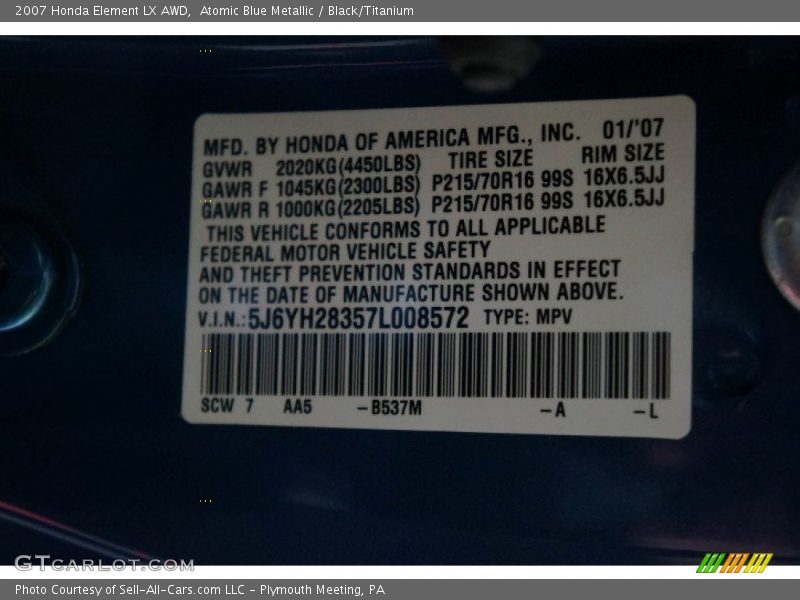 2007 Honda Element LX AWD,  Atomic Blue Metallic / Black/Titanium
MFD. BY HONDA OF AMERICA MFG., INC. 01/'07
GVWR 2020KG(4450LBS) TIRE SIZE RIM SIZE
GAWR F 1045KG(2300LBS) P215/70R16 99S 16X6.5JJ
GAWR R 1000KG(2205LBS) P215/70R16 99S 16X6.5JJ
THIS VEHICLE CONFORMS TO ALL APPLICABLE
FEDERAL MOTOR VEHICLE SAFETY
AND THEFT PREVENTION STANDARDS IN EFFECT
ON THE DATE OF MANUFACTURE SHOWN ABOVE.
V.I.N.: 5J6YH28357L008572 TYPE: MPV
SCW 7 AA5 -B537M -A -L
GTCARLOT.COM
Photo Courtesy of Sell-All-Cars.com LLC - Plymouth Meeting, PA